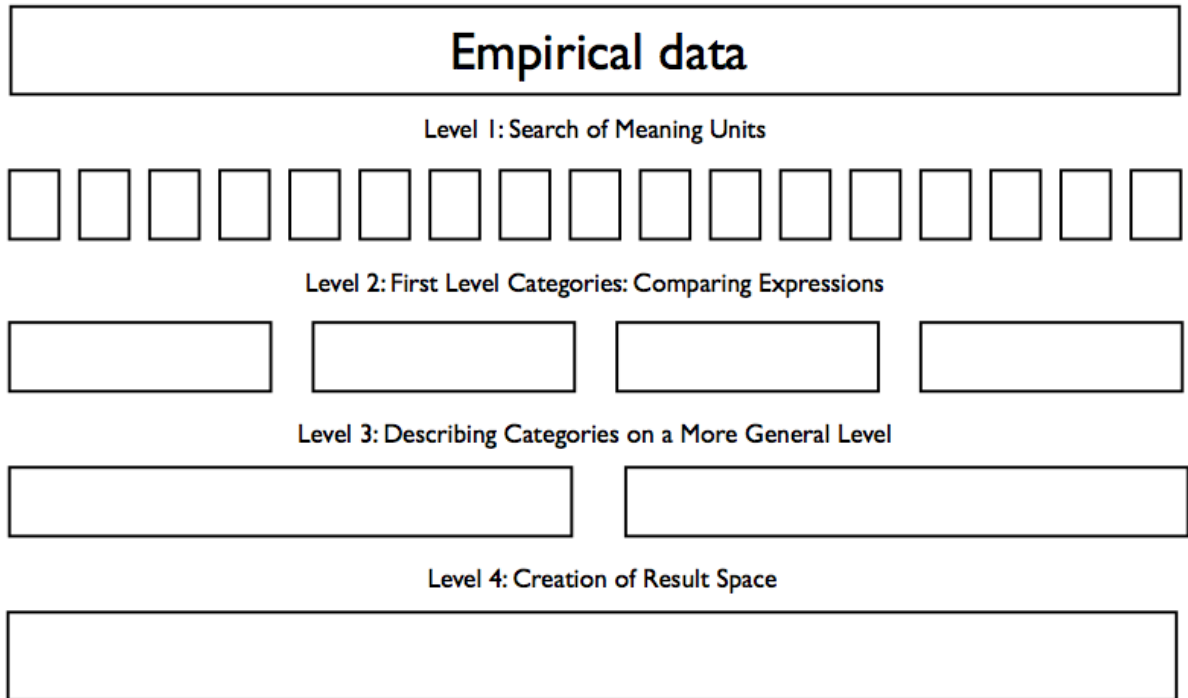 Empirical data
Level 1: Search of Meaning Units
Level 2: First Level Categories: Comparing Expressions
Level 3: Describing Categories on a More General Level
Level 4: Creation of Result Space